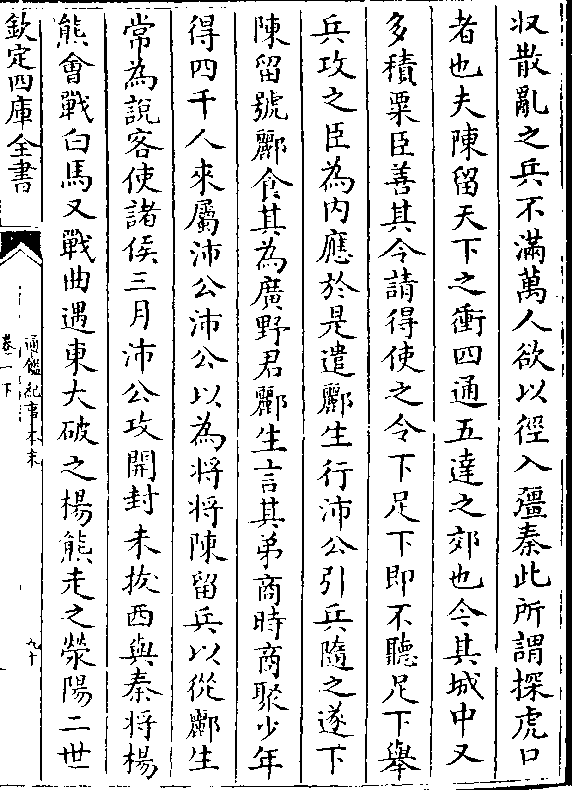 収散亂之兵不滿萬人欲以徑入彊秦此所謂探虎口
者也夫陳留天下之衝四通五達之郊也今其城中又
多積粟臣善其令請得使之令下足下即不聽足下舉
兵攻之臣為内應於是遣酈生行沛公引兵隨之遂下
陳留號酈食其為廣野君酈生言其弟商時商聚少年
得四千人來屬沛公沛公以為將將陳留兵以從酈生
常為說客使諸侯三月沛公攻開封未拔西與秦將楊
熊會戰白馬又戰曲遇東大破之楊熊走之滎陽二世
欽定四庫全書
通鑑紀事本末
卷一下
九十